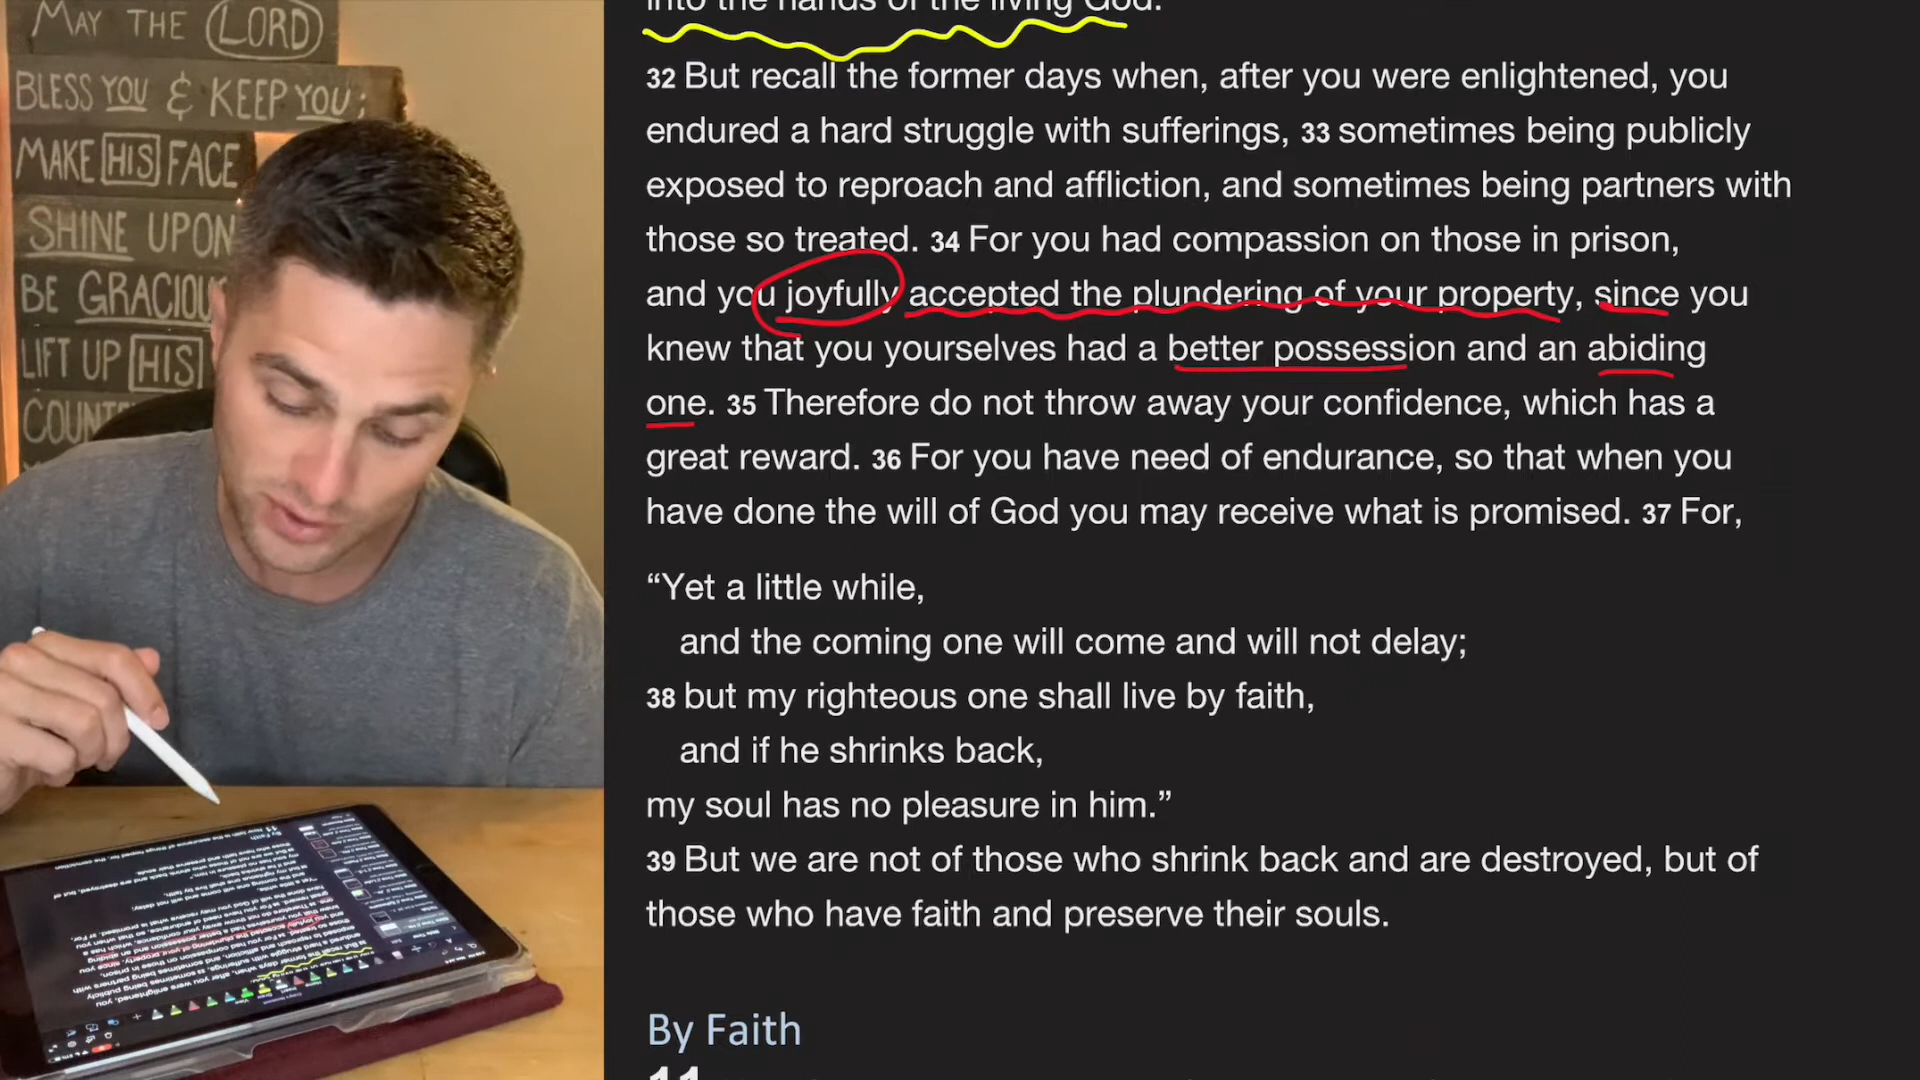 MAY THE LORD
BLESS YOU & KEEP YOU;
MAKE HIS FACE
SHINE UPON
BE GRACIOU
LIFT UP HIS
COUNT
into the hands of the living God.
32 But recall the former days when, after you were enlightened, you
endured a hard struggle with sufferings, 33 sometimes being publicly
exposed to reproach and affliction, and sometimes being partners with
those so treated. 34 For you had compassion on those in prison,
and you joyfully accepted the plundering of your property, since you
knew that you yourselves had a better possession and an abiding
one. 35 Therefore do not throw away your confidence, which has a
great reward. 36 For you have need of endurance, so that when you
have done the will of God you may receive what is promised. 37 For,
“Yet a little while,
and the coming one will come and will not delay;
38 but my righteous one shall live by faith,
and if he shrinks back,
my soul has no pleasure in him.”
39 But we are not of those who shrink back and are destroyed, but of
those who have faith and preserve their souls.
By Faith
11